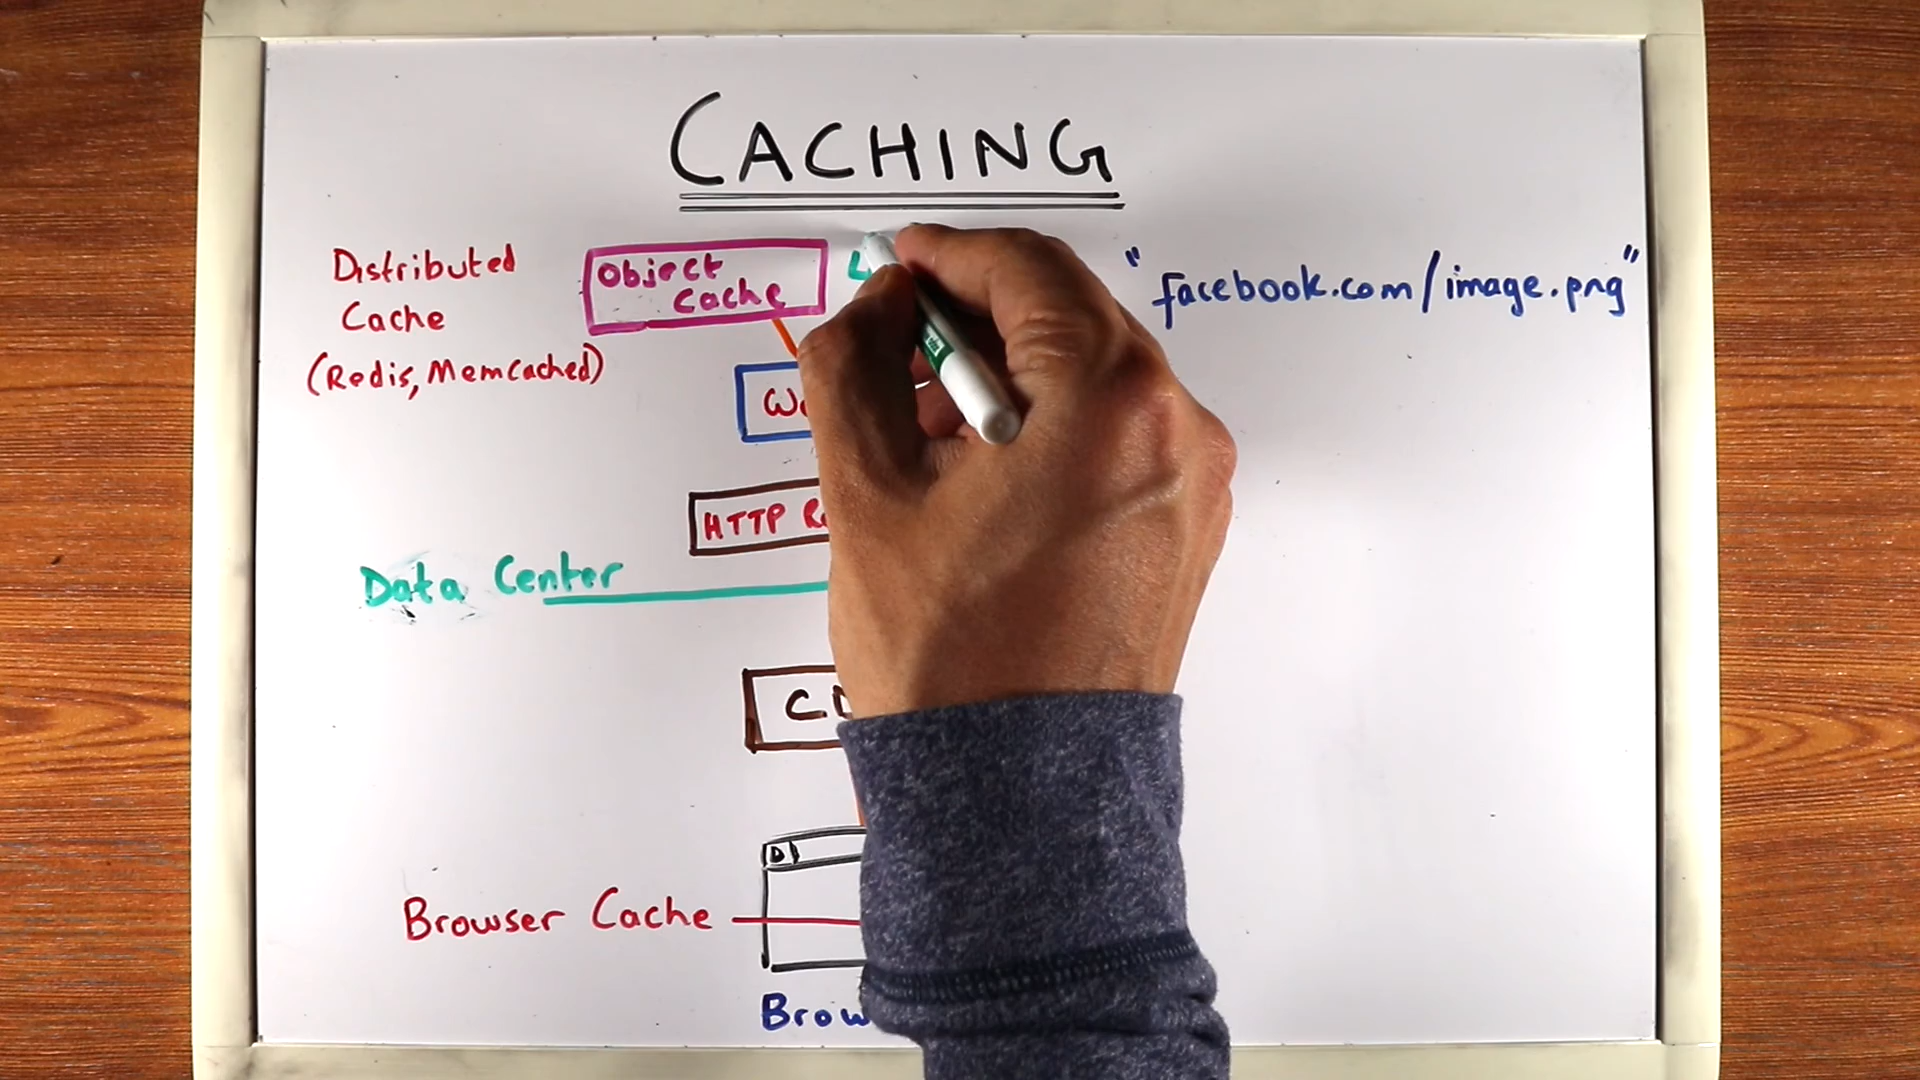 CACHING
Distributed
Cache
(Redis, Memcached)
Object
Cache
"facebook.com/image.png"
HTTP
Data Center
Browser Cache